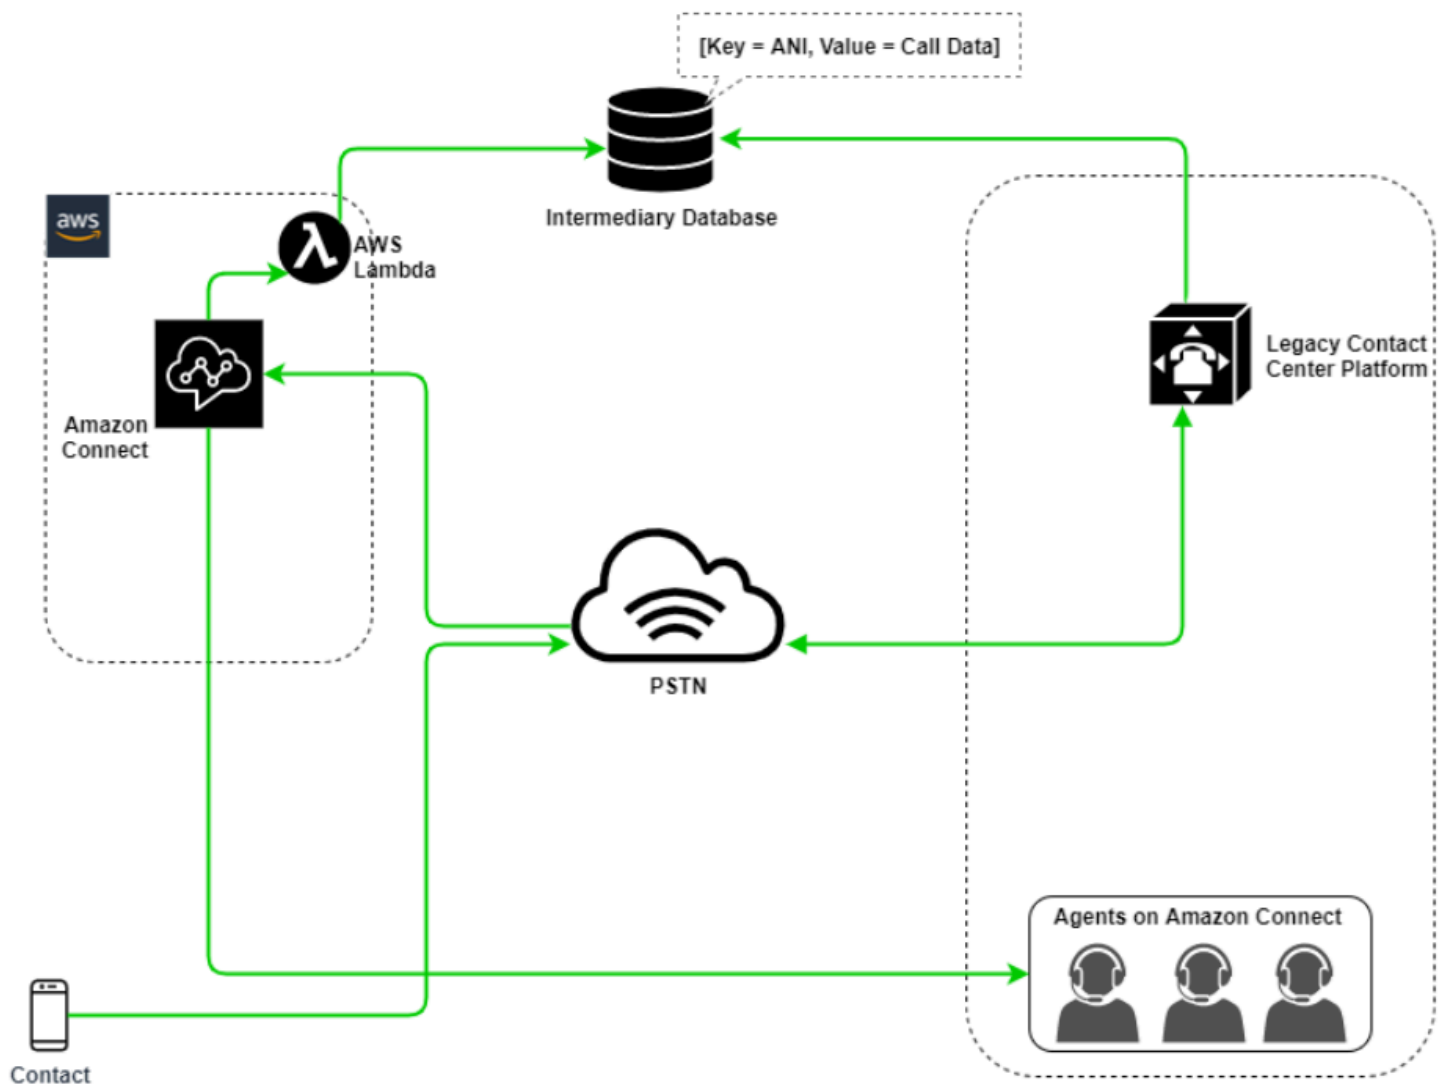 [Key = ANI, Value = Call Data]
Intermediary Database
aws
AWS
Lambda
Legacy Contact
Center Platform
Amazon
Connect
PSTN
Agents on Amazon Connect
Contact